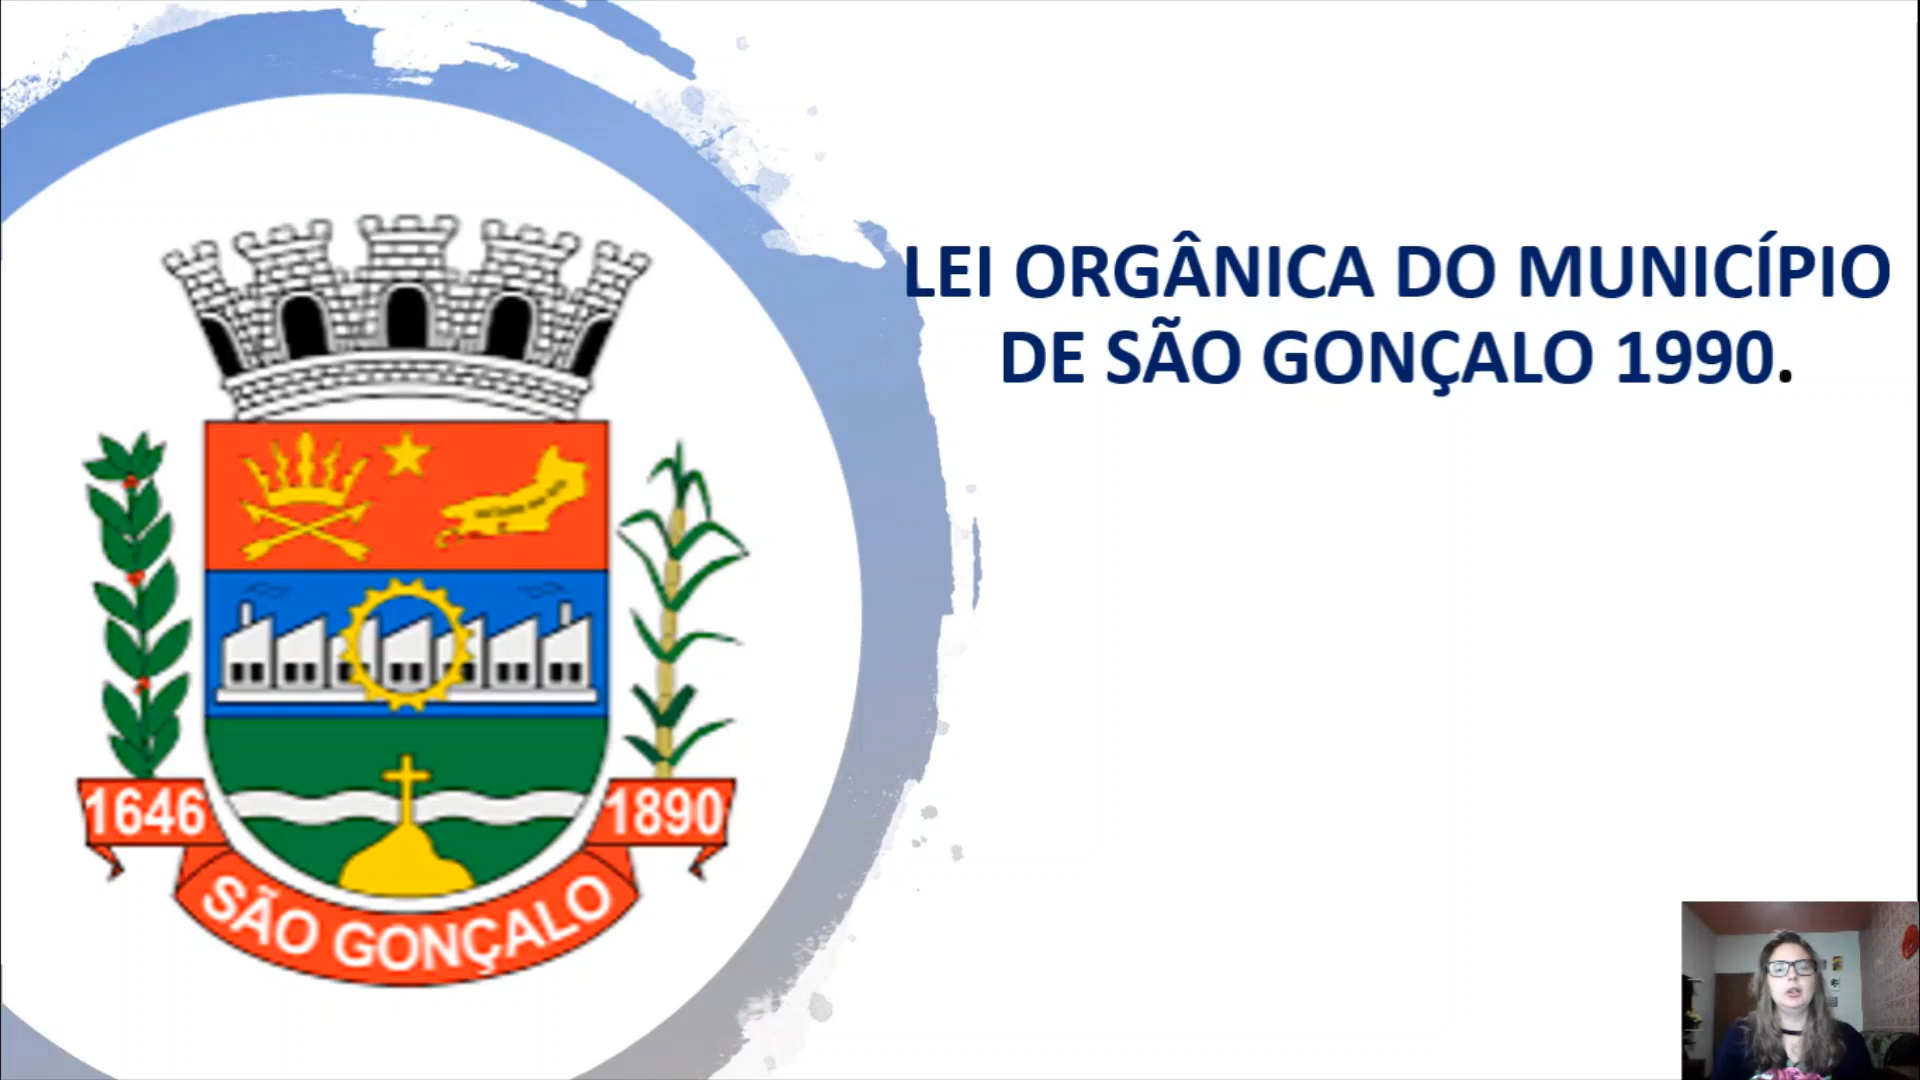 LEI ORGÂNICA DO MUNICÍPIO
DE SÃO GONÇALO 1990.
1646
1890
SÃO GONÇALO